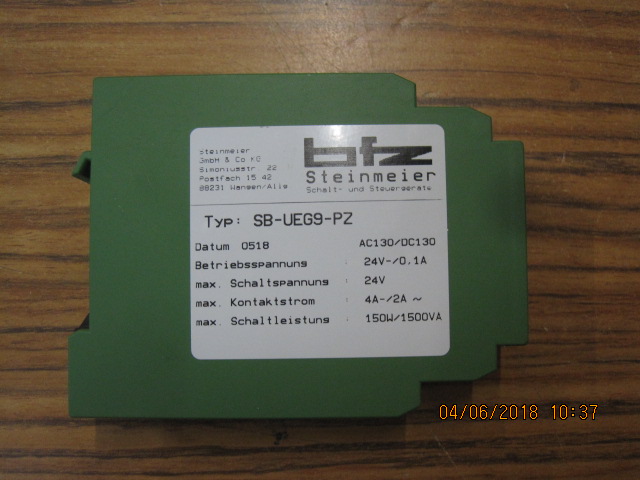 Steinmeier
GmbH & Co KG
Simoniusstr. 22
Postfach 15 42
88231 Wangen/Allg
bfz
Steinmeier
Schalt- und Steuergeräte
Typ: SB-UEG9-PZ
Datum 0518 AC130/DC130
Betriebsspannung : 24V-/0,1A
max. Schaltspannung : 24V
max. Kontaktstrom : 4A-/2A ~
max. Schaltleistung : 150W/1500VA
04/06/2018 10:37